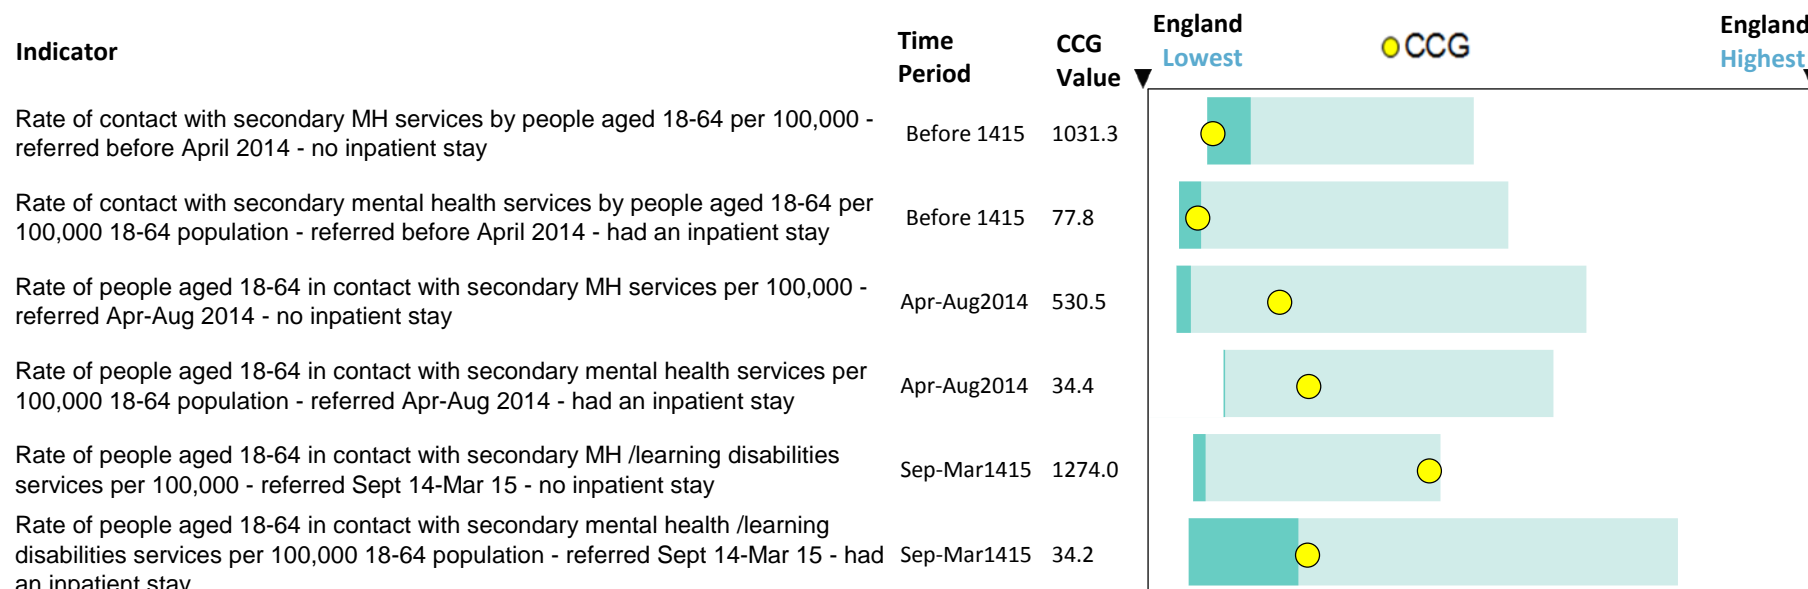 Indicator
Time
Period
CCG
Value
England
Lowest
CCG
England
Highest
Rate of contact with secondary MH services by people aged 18-64 per 100,000 -
referred before April 2014 - no inpatient stay
Before 1415 1031.3
Rate of contact with secondary mental health services by people aged 18-64 per
100,000 18-64 population - referred before April 2014 - had an inpatient stay
Before 1415 77.8
Rate of people aged 18-64 in contact with secondary MH services per 100,000 -
referred Apr-Aug 2014 - no inpatient stay
Apr-Aug2014 530.5
Rate of people aged 18-64 in contact with secondary mental health services per
100,000 18-64 population - referred Apr-Aug 2014 - had an inpatient stay
Apr-Aug2014 34.4
Rate of people aged 18-64 in contact with secondary MH /learning disabilities
services per 100,000 - referred Sept 14-Mar 15 - no inpatient stay
Sep-Mar1415 1274.0
Rate of people aged 18-64 in contact with secondary mental health /learning
disabilities services per 100,000 18-64 population - referred Sept 14-Mar 15 - had
an inpatient stay
Sep-Mar1415 34.2